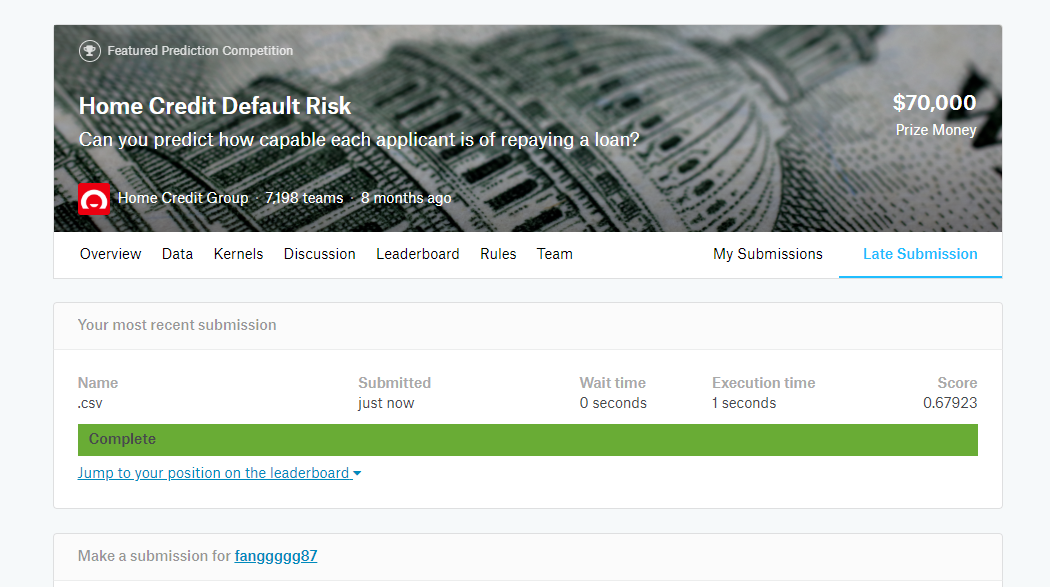 Featured Prediction Competition
Home Credit Default Risk
$70,000
Can you predict how capable each applicant is of repaying a loan?
Prize Money
Home Credit Group · 7,198 teams · 8 months ago
Overview Data Kernels Discussion Leaderboard Rules Team My Submissions Late Submission
Your most recent submission
Name Submitted Wait time Execution time Score
.csv just now 0 seconds 1 seconds 0.67923
Complete
Jump to your position on the leaderboard
Make a submission for fanggggg87